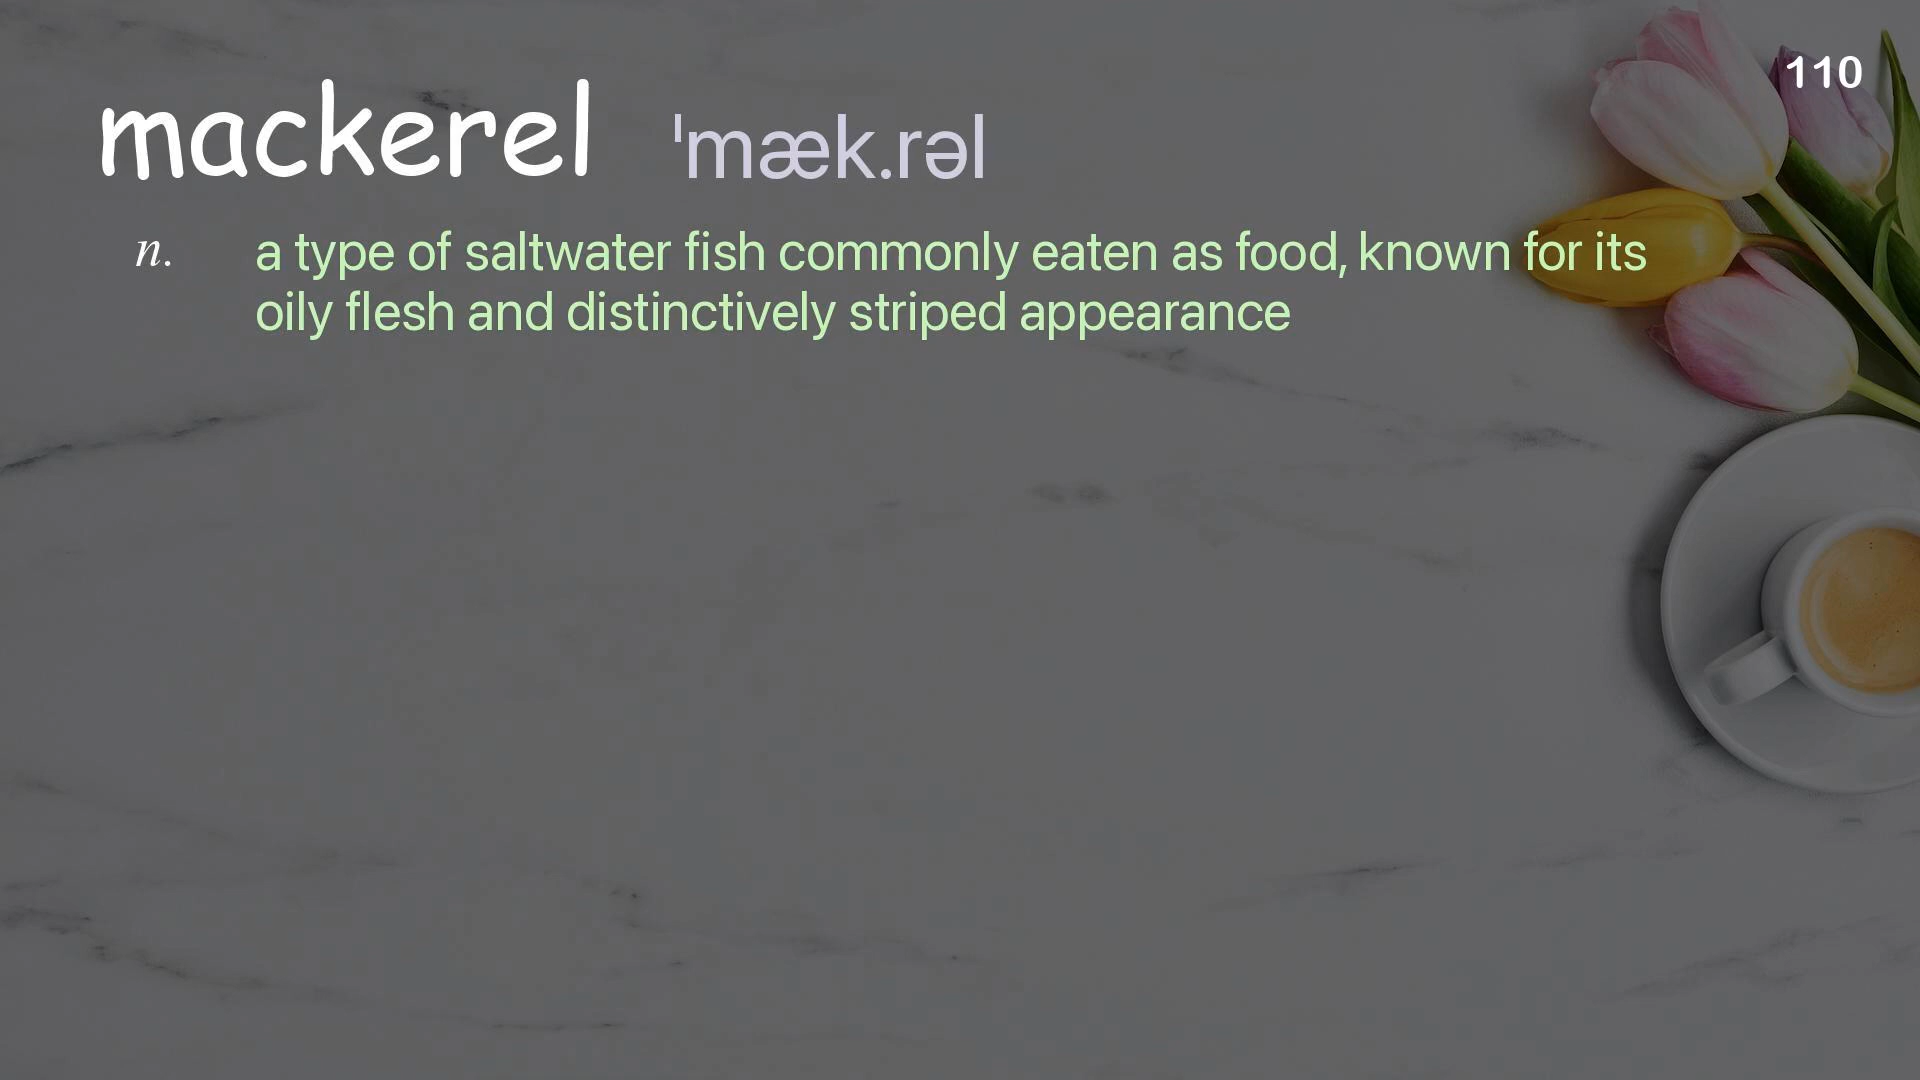 110
mackerel ˈmæk.rəl
n. a type of saltwater fish commonly eaten as food, known for its
oily flesh and distinctively striped appearance